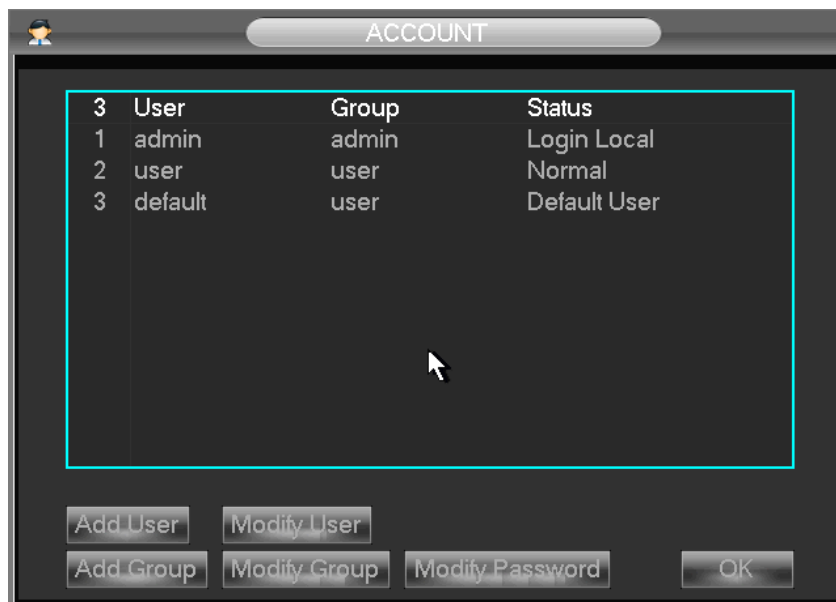 ACCOUNT
3 User Group Status
1 admin admin Login Local
2 user user Normal
3 default user Default User
Add User Modify User
Add Group Modify Group Modify Password OK